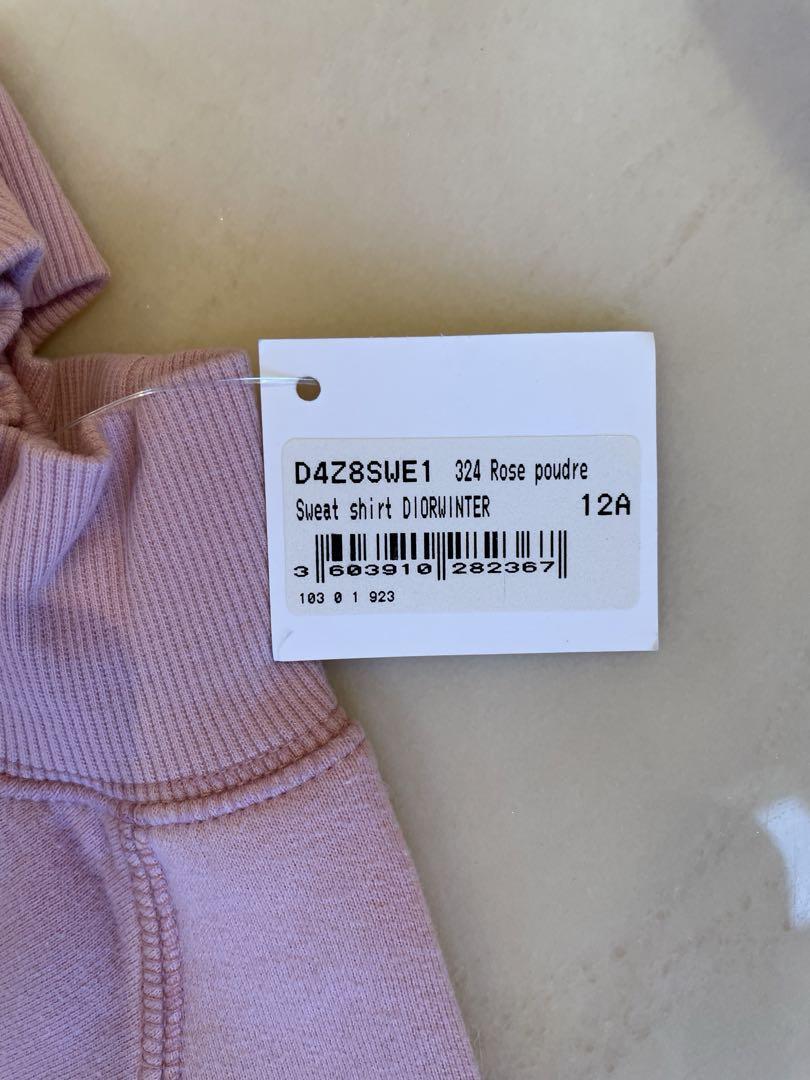 D4Z8SWE1 324 Rose poudre
Sweat shirt DIORWINTER 12A
3 603910 282367
103 0 1 923